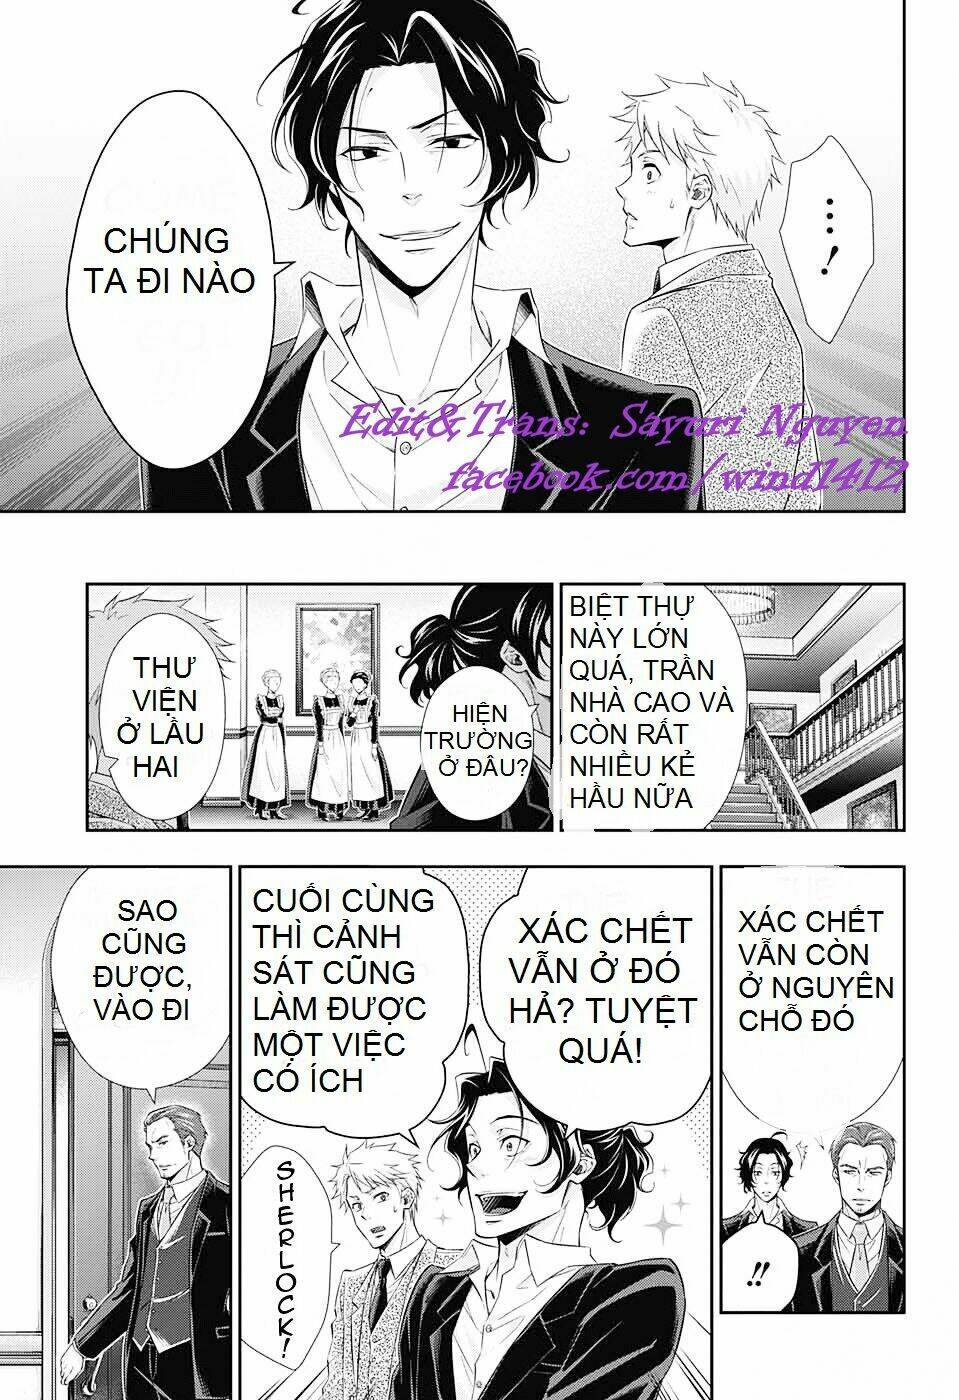 ...!
CHÚNG
TA ĐI NÀO
Edit&Trans: Sayuri Nguyen
facebook.com/wind1412
BIỆT THỰ
NÀY LỚN
QUÁ, TRẦN
NHÀ CAO VÀ
CÒN RẤT
NHIỀU KẺ
HẦU NỮA
HIỆN
TRƯỜNG
Ở ĐÂU?
THƯ
VIỆN
Ở LẦU
HAI
XÁC CHẾT
VẪN CÒN
Ở NGUYÊN
CHỖ ĐÓ
!!
XÁC CHẾT
VẪN Ở ĐÓ
HẢ? TUYỆT
QUÁ!
CUỐI CÙNG
THÌ CẢNH
SÁT CŨNG
LÀM ĐƯỢC
MỘT VIỆC
CÓ ÍCH
SHERLOCK!
SAO
CŨNG
ĐƯỢC,
VÀO ĐI